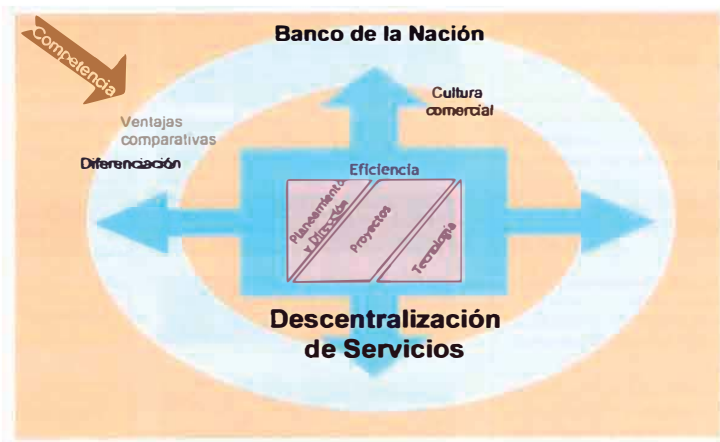 Banco de la Nación
Competencia
Cultura
comercial
Ventajas
comparativas
Diferenciación
Eficiencia
Planeamiento
y Dirección
Proyectos
Tecnología
Descentralización
de Servicios